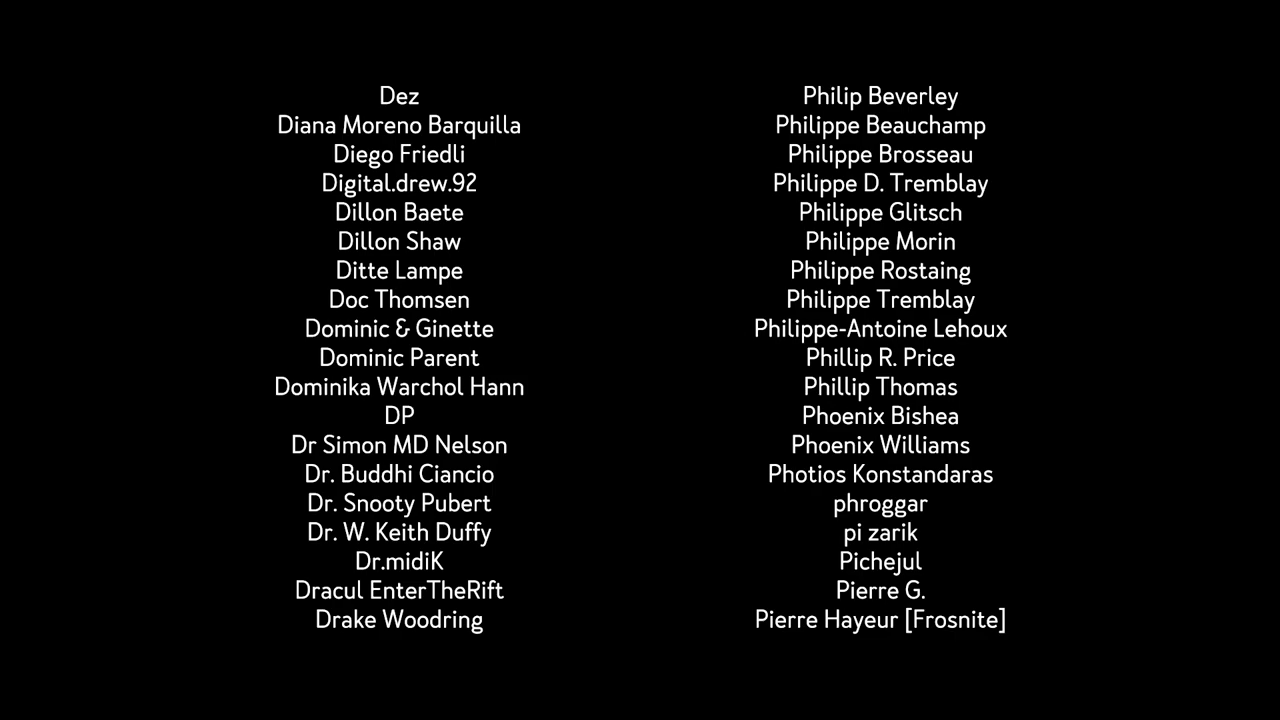 Dez
Diana Moreno Barquilla
Diego Friedli
Digital.drew.92
Dillon Baete
Dillon Shaw
Ditte Lampe
Doc Thomsen
Dominic & Ginette
Dominic Parent
Dominika Warchol Hann
DP
Dr Simon MD Nelson
Dr. Buddhi Ciancio
Dr. Snooty Pubert
Dr. W. Keith Duffy
Dr.midiK
Dracul EnterTheRift
Drake Woodring
Philip Beverley
Philippe Beauchamp
Philippe Brosseau
Philippe D. Tremblay
Philippe Glitsch
Philippe Morin
Philippe Rostaing
Philippe Tremblay
Philippe-Antoine Lehoux
Phillip R. Price
Phillip Thomas
Phoenix Bishea
Phoenix Williams
Photios Konstandaras
phroggar
pi zarik
Pichejul
Pierre G.
Pierre Hayeur [Frosnite]